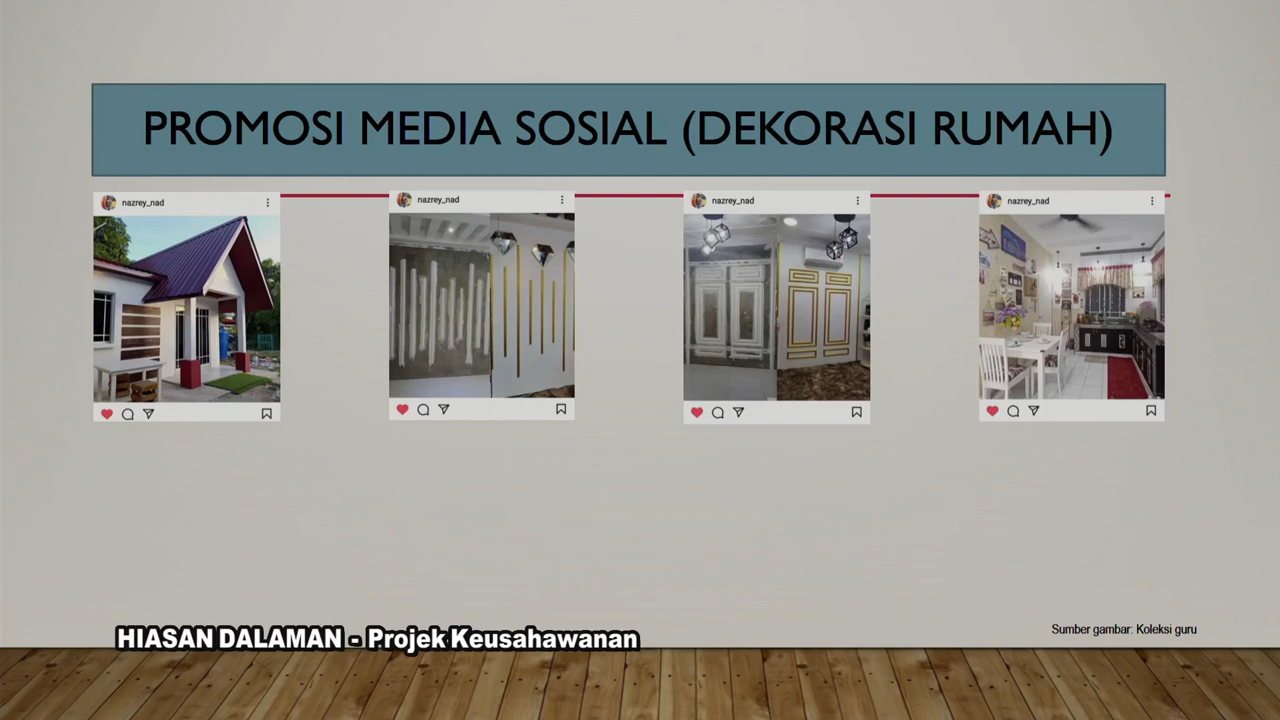 PROMOSI MEDIA SOSIAL (DEKORASI RUMAH)
nazrey_nad
nazrey_nad
nazrey_nad
nazrey_nad
Sumber gambar: Koleksi guru
HIASAN DALAMAN - Projek Keusahawanan